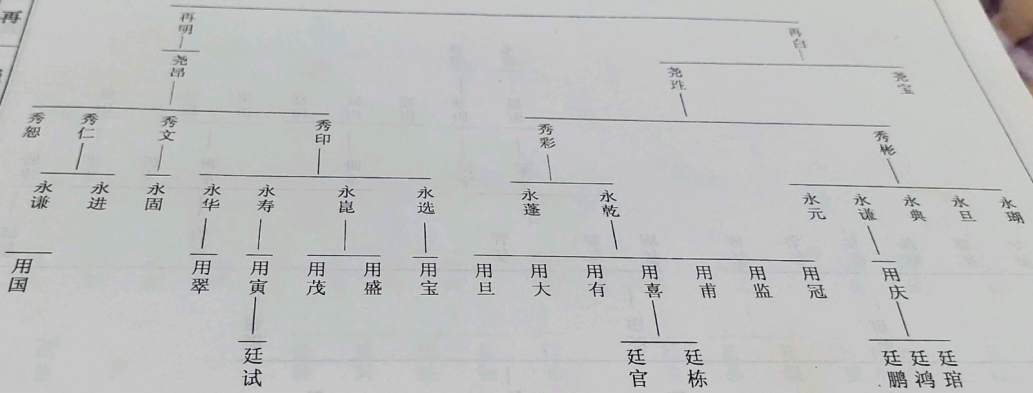 再
再明 再白
尧昂 尧玨 尧宝
秀恕 秀仁 秀文 秀印 秀彩 秀彬
永谦 永进 永固 永华 永寿 永崑 永选 永蓬 永乾 永元 永谦 永典 永旦 永瑚
用国 用翠 用寅 用茂 用盛 用宝 用旦 用大 用有 用喜 用甫 用监 用冠 用庆
廷试 廷官 廷栋 廷鹏 廷鸿 廷琯